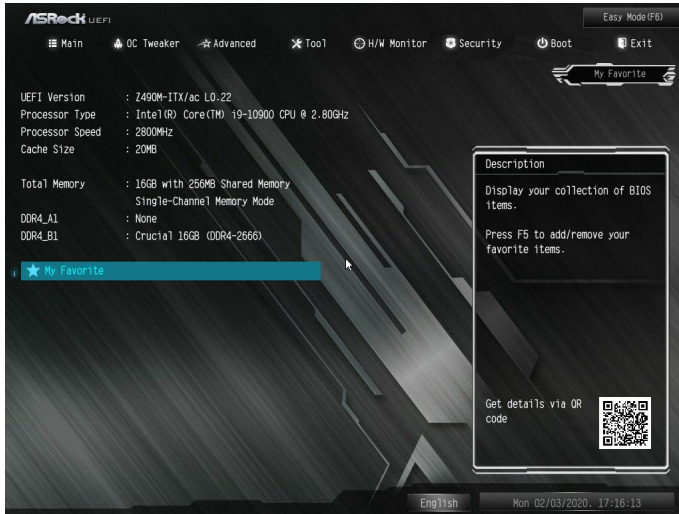 ASRock UEFI
Easy Mode(F6)
Main OC Tweaker Advanced Tool H/W Monitor Security Boot Exit
My Favorite
UEFI Version : Z490M-ITX/ac L0.22
Processor Type : Intel(R) Core(TM) i9-10900 CPU @ 2.80GHz
Processor Speed : 2800MHz
Cache Size : 20MB
Total Memory : 16GB with 256MB Shared Memory
Single-Channel Memory Mode
DDR4_A1 : None
DDR4_B1 : Crucial 16GB (DDR4-2666)
My Favorite
Description
Display your collection of BIOS
items.
Press F5 to add/remove your
favorite items.
Get details via QR
code
English
Mon 02/03/2020. 17:16:13